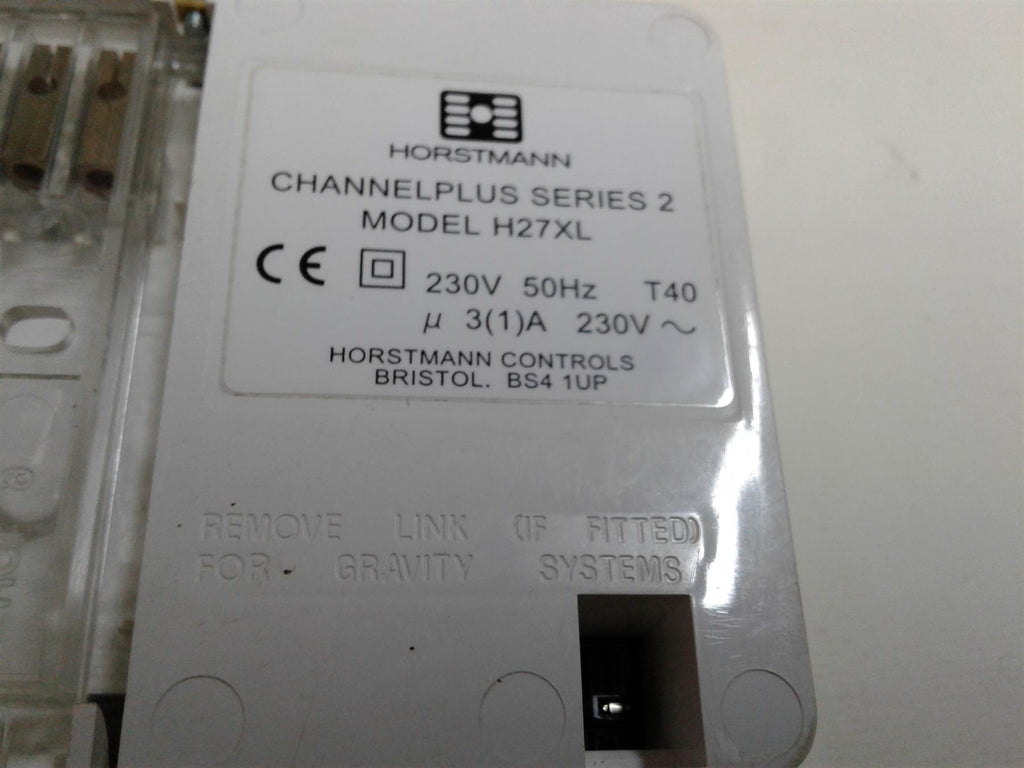 HORSTMANN
CHANNELPLUS SERIES 2
MODEL H27XL
CE 230V 50Hz T40
µ 3(1)A 230V ~
HORSTMANN CONTROLS
BRISTOL. BS4 1UP
REMOVE LINK (IF FITTED)
FOR GRAVITY SYSTEMS